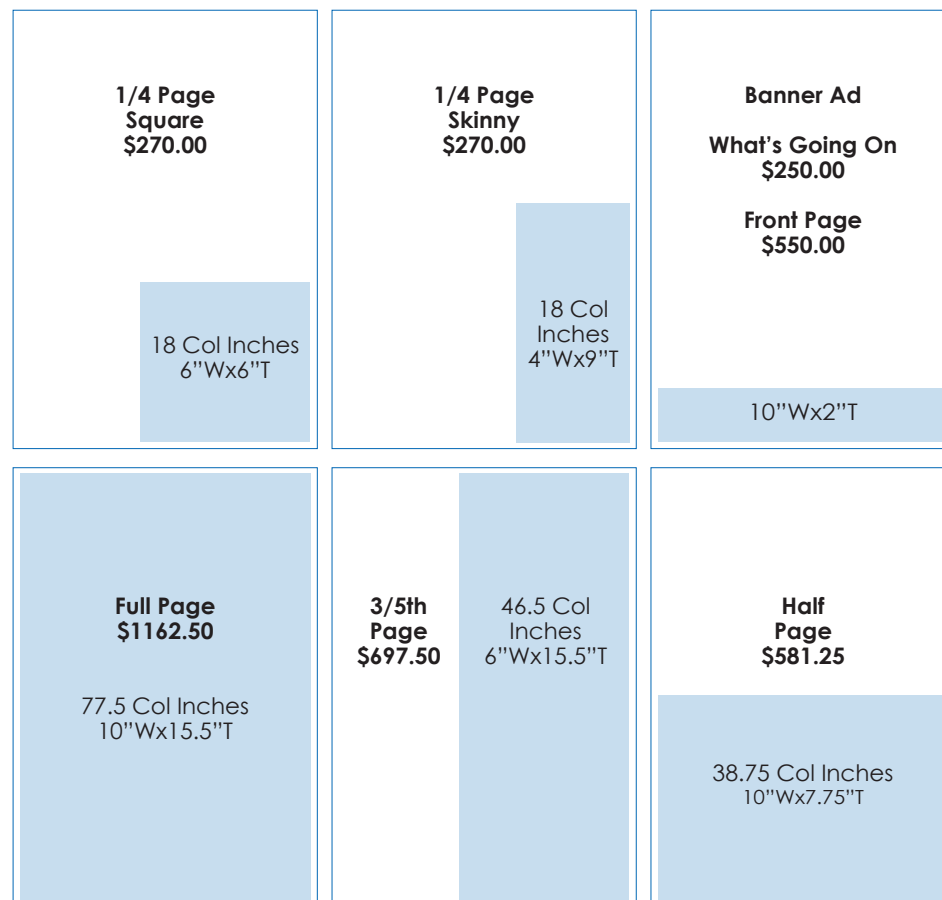 1/4 Page
Square
$270.00
18 Col Inches
6”Wx6”T
1/4 Page
Skinny
$270.00
18 Col
Inches
4”Wx9”T
Banner Ad
What’s Going On
$250.00
Front Page
$550.00
10”Wx2”T
Full Page
$1162.50
77.5 Col Inches
10”Wx15.5”T
3/5th
Page
$697.50
46.5 Col
Inches
6”Wx15.5”T
Half
Page
$581.25
38.75 Col Inches
10”Wx7.75”T